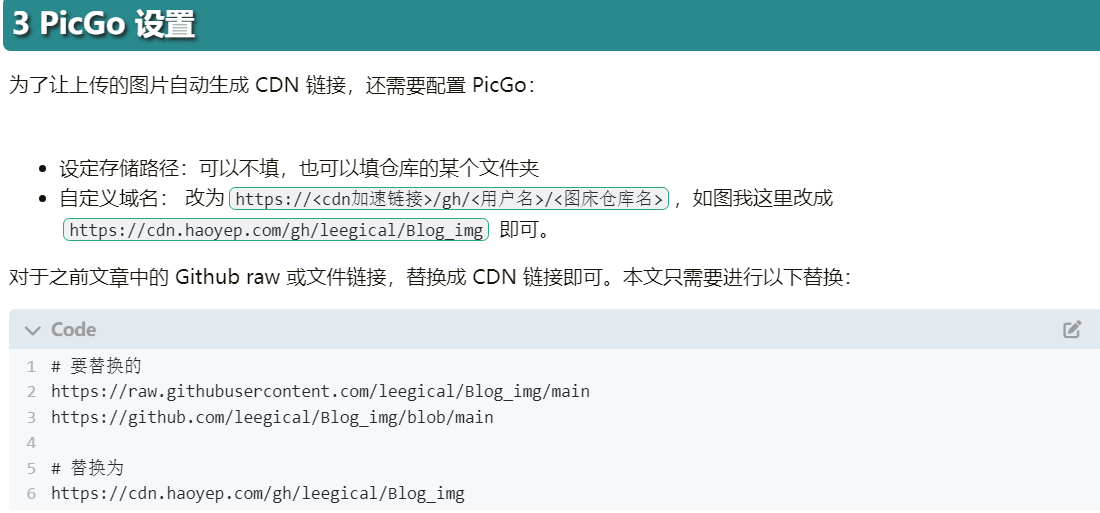 3 PicGo 设置
为了让上传的图片自动生成 CDN 链接，还需要配置 PicGo：
设定存储路径：可以不填，也可以填仓库的某个文件夹
自定义域名： 改为 https://<cdn加速链接>/gh/<用户名>/<图床仓库名> ，如图我这里改成
https://cdn.haoyep.com/gh/leegical/Blog_img 即可。
对于之前文章中的 Github raw 或文件链接，替换成 CDN 链接即可。本文只需要进行以下替换：
Code
1 # 要替换的
2 https://raw.githubusercontent.com/leegical/Blog_img/main
3 https://github.com/leegical/Blog_img/blob/main
4
5 # 替换为
6 https://cdn.haoyep.com/gh/leegical/Blog_img